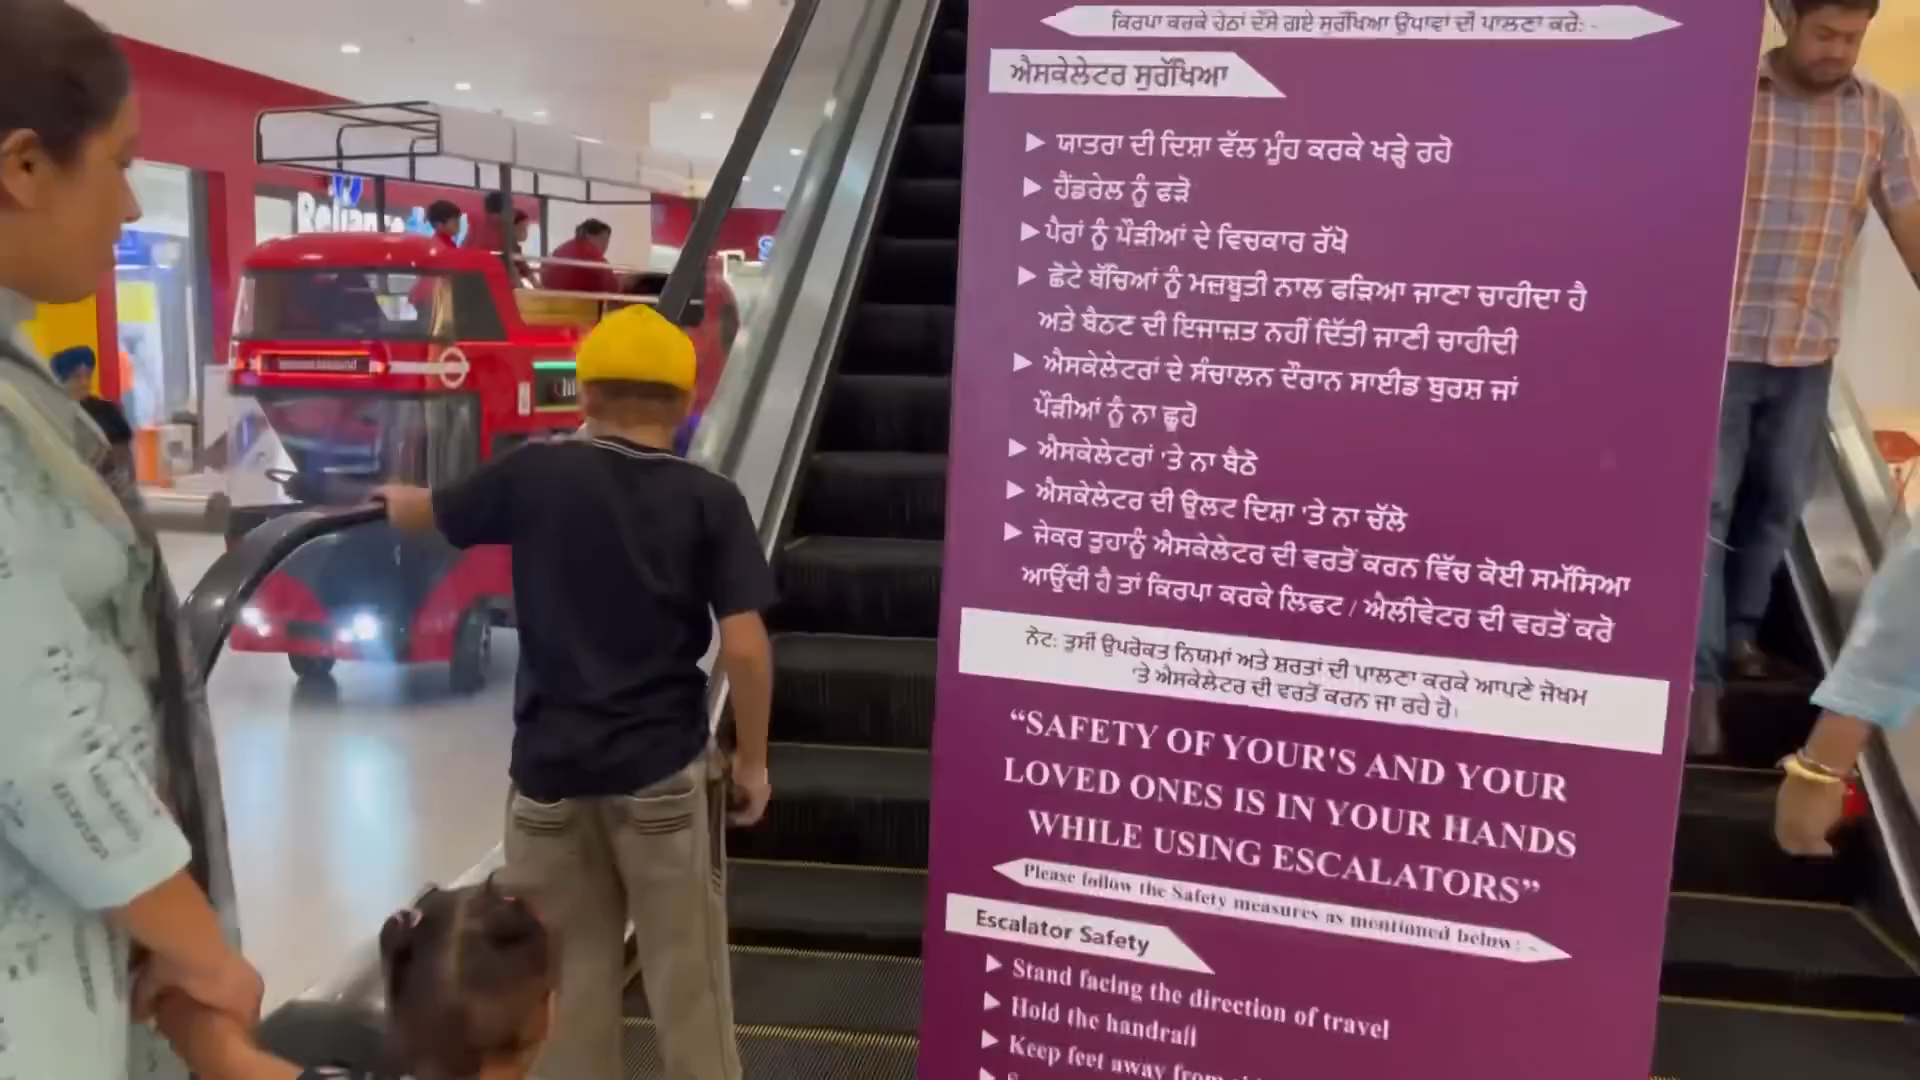 Reliance
ਕਿਰਪਾ ਕਰਕੇ ਹੇਠਾਂ ਦੱਸੇ ਗਏ ਸੁਰੱਖਿਆ ਉਪਾਵਾਂ ਦੀ ਪਾਲਣਾ ਕਰੋ: -
ਐਸਕੇਲੇਟਰ ਸੁਰੱਖਿਆ
ਯਾਤਰਾ ਦੀ ਦਿਸ਼ਾ ਵੱਲ ਮੂੰਹ ਕਰਕੇ ਖੜ੍ਹੇ ਰਹੋ
ਹੈਂਡਰੇਲ ਨੂੰ ਫੜੋ
ਪੈਰਾਂ ਨੂੰ ਪੌੜੀਆਂ ਦੇ ਵਿਚਕਾਰ ਰੱਖੋ
ਛੋਟੇ ਬੱਚਿਆਂ ਨੂੰ ਮਜ਼ਬੂਤੀ ਨਾਲ ਫੜਿਆ ਜਾਣਾ ਚਾਹੀਦਾ ਹੈ
ਅਤੇ ਬੈਠਣ ਦੀ ਇਜਾਜ਼ਤ ਨਹੀਂ ਦਿੱਤੀ ਜਾਣੀ ਚਾਹੀਦੀ
ਐਸਕੇਲੇਟਰਾਂ ਦੇ ਸੰਚਾਲਨ ਦੌਰਾਨ ਸਾਈਡ ਬੁਰਸ਼ ਜਾਂ
ਪੌੜੀਆਂ ਨੂੰ ਨਾ ਛੂਹੋ
ਐਸਕੇਲੇਟਰਾਂ 'ਤੇ ਨਾ ਬੈਠੋ
ਐਸਕੇਲੇਟਰ ਦੀ ਉਲਟ ਦਿਸ਼ਾ 'ਤੇ ਨਾ ਚੱਲੋ
ਜੇਕਰ ਤੁਹਾਨੂੰ ਐਸਕੇਲੇਟਰ ਦੀ ਵਰਤੋਂ ਕਰਨ ਵਿੱਚ ਕੋਈ ਸਮੱਸਿਆ
ਆਉਂਦੀ ਹੈ ਤਾਂ ਕਿਰਪਾ ਕਰਕੇ ਲਿਫਟ / ਐਲੀਵੇਟਰ ਦੀ ਵਰਤੋਂ ਕਰੋ
ਨੋਟ: ਤੁਸੀਂ ਉਪਰੋਕਤ ਨਿਯਮਾਂ ਅਤੇ ਸ਼ਰਤਾਂ ਦੀ ਪਾਲਣਾ ਕਰਕੇ ਆਪਣੇ ਜੋਖਮ
'ਤੇ ਐਸਕੇਲੇਟਰ ਦੀ ਵਰਤੋਂ ਕਰਨ ਜਾ ਰਹੇ ਹੋ।
“SAFETY OF YOUR'S AND YOUR
LOVED ONES IS IN YOUR HANDS
WHILE USING ESCALATORS”
Please follow the Safety measures as mentioned below: -
Escalator Safety
Stand facing the direction of travel
Hold the handrail
Keep feet away from